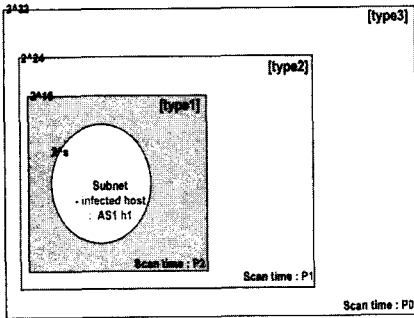 2^32
[type3]
2^24
[type2]
2^16
[type1]
2^s
Subnet
- infected host
: AS1 h1
Scan time : P2
Scan time : P1
Scan time : P0